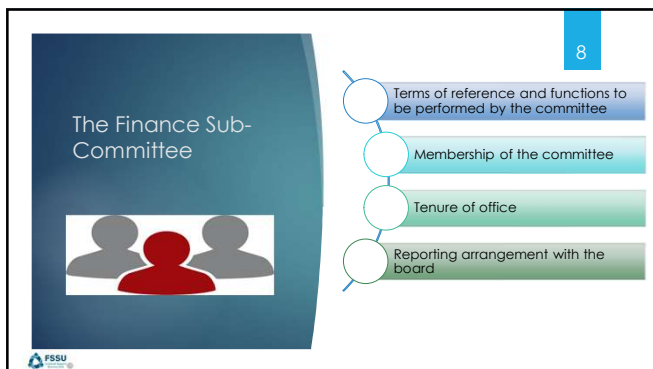 8
The Finance Sub-
Committee
Terms of reference and functions to
be performed by the committee
Membership of the committee
Tenure of office
Reporting arrangement with the
board
FSSU